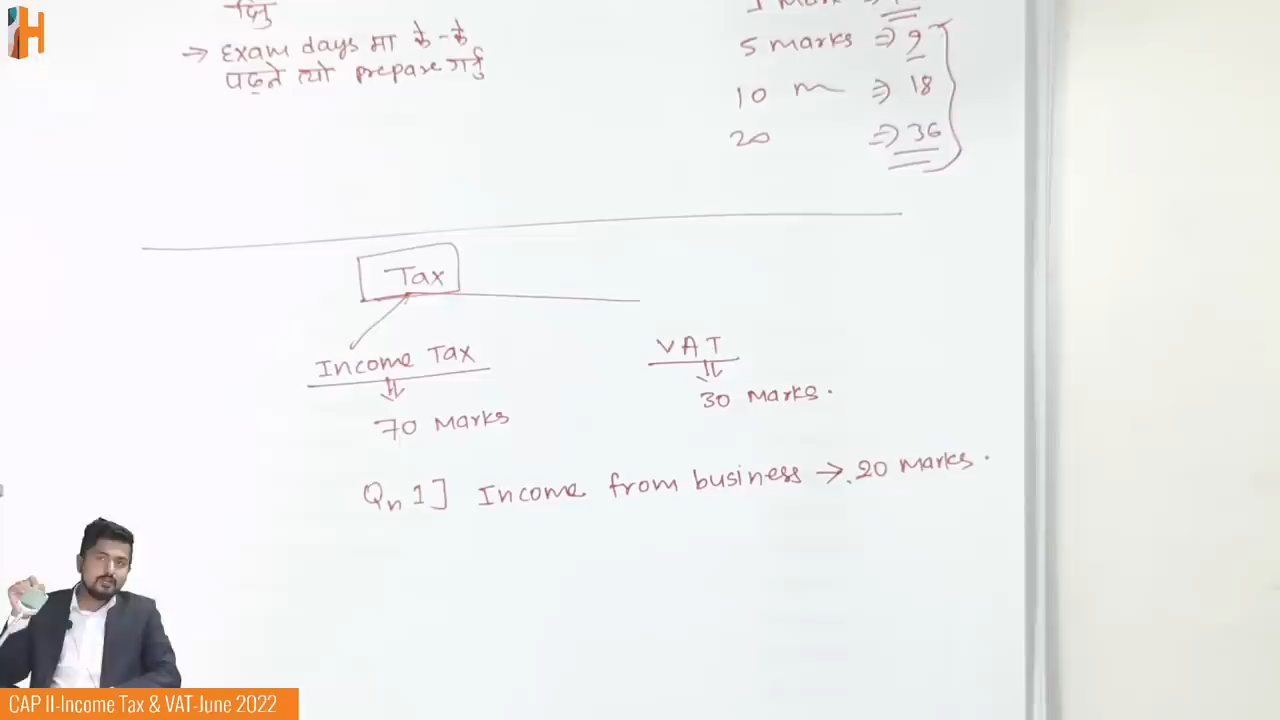 H
→ Exam days मा के-के
पढ्ने त्यो prepare गर्नु
5 marks ⇒ 9
10 m ⇒ 18
20 ⇒ 36
Tax
Income Tax
VAT
70 Marks
30 Marks.
Qn 1] Income from business → 20 Marks.
CAP II-Income Tax & VAT-June 2022